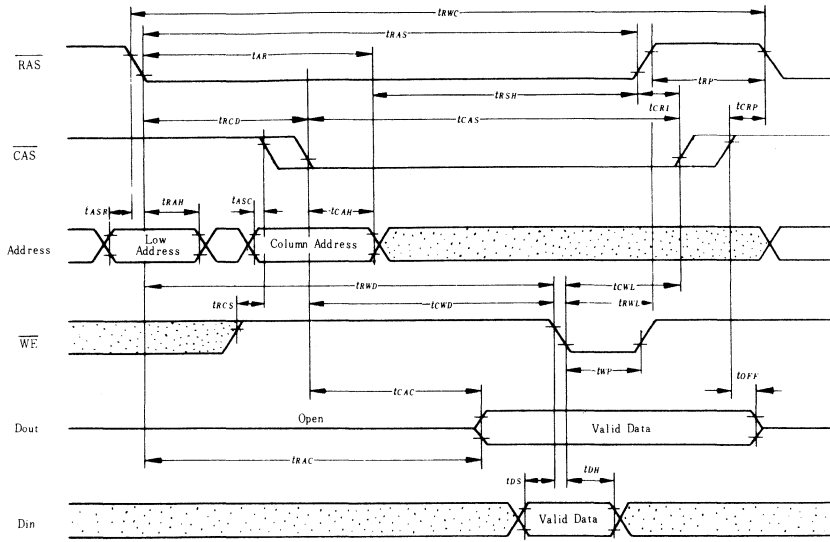 tRWC
tRAS
tAR
RAS
tRP
tRSH
tCRI
tCRP
tRCD
tCAS
CAS
tASR
tRAH
tASC
tCAH
Address
Low
Address
Column Address
tRWD
tCWL
tRCS
tCWD
tRWL
WE
tWP
tOFF
tCAC
Open
Dout
Valid Data
tRAC
tDS
tDH
Din
Valid Data